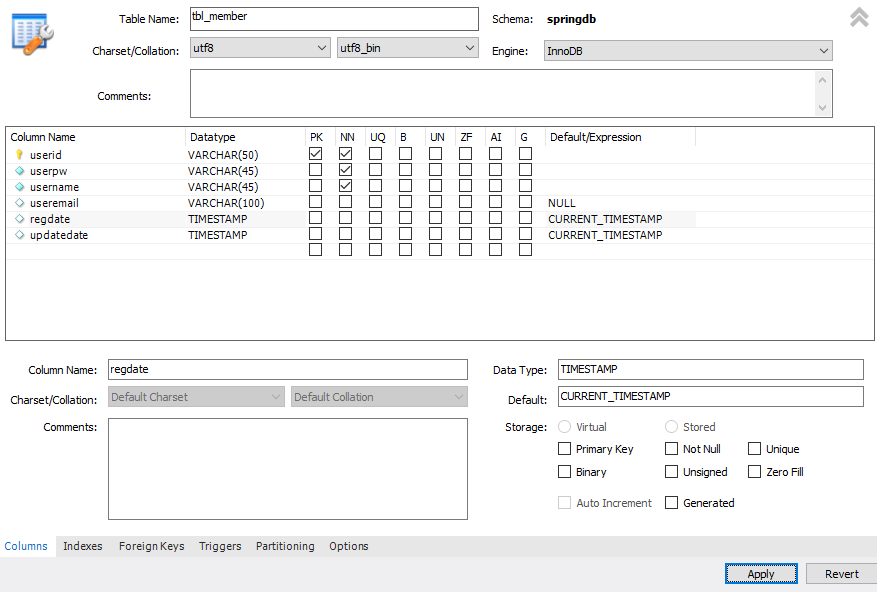 Table Name: tbl_member Schema: springdb
Charset/Collation: utf8 utf8_bin Engine: InnoDB
Comments:
Column Name Datatype PK NN UQ B UN ZF AI G Default/Expression
userid VARCHAR(50)
userpw VARCHAR(45)
username VARCHAR(45)
useremail VARCHAR(100) NULL
regdate TIMESTAMP CURRENT_TIMESTAMP
updatedate TIMESTAMP CURRENT_TIMESTAMP
Column Name: regdate Data Type: TIMESTAMP
Charset/Collation: Default Charset Default Collation Default: CURRENT_TIMESTAMP
Comments: Storage: Virtual Stored
Primary Key Not Null Unique
Binary Unsigned Zero Fill
Auto Increment Generated
Columns Indexes Foreign Keys Triggers Partitioning Options
Apply Revert